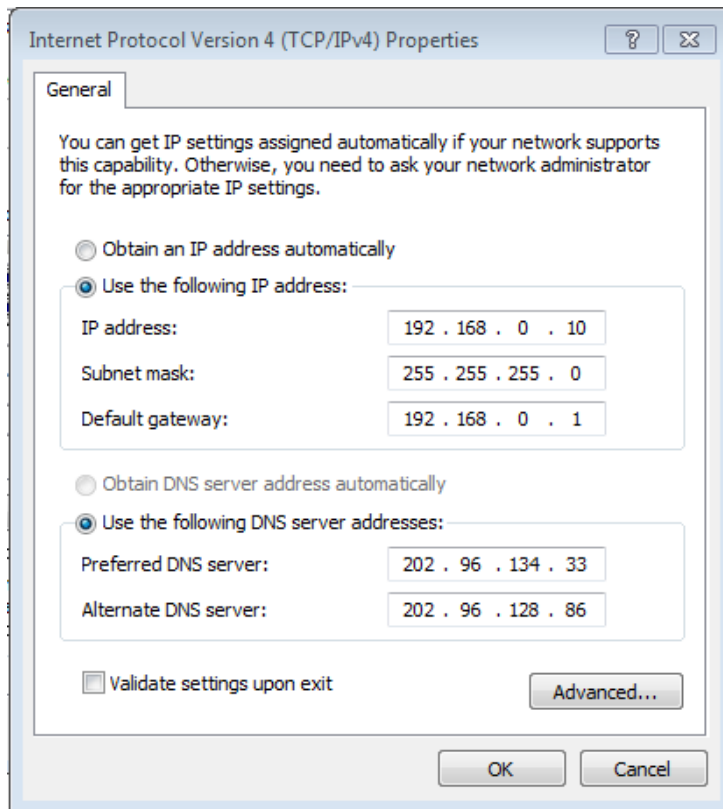 Internet Protocol Version 4 (TCP/IPv4) Properties
General
You can get IP settings assigned automatically if your network supports
this capability. Otherwise, you need to ask your network administrator
for the appropriate IP settings.
Obtain an IP address automatically
Use the following IP address:
IP address: 192 . 168 . 0 . 10
Subnet mask: 255 . 255 . 255 . 0
Default gateway: 192 . 168 . 0 . 1
Obtain DNS server address automatically
Use the following DNS server addresses:
Preferred DNS server: 202 . 96 . 134 . 33
Alternate DNS server: 202 . 96 . 128 . 86
Validate settings upon exit
Advanced...
OK Cancel